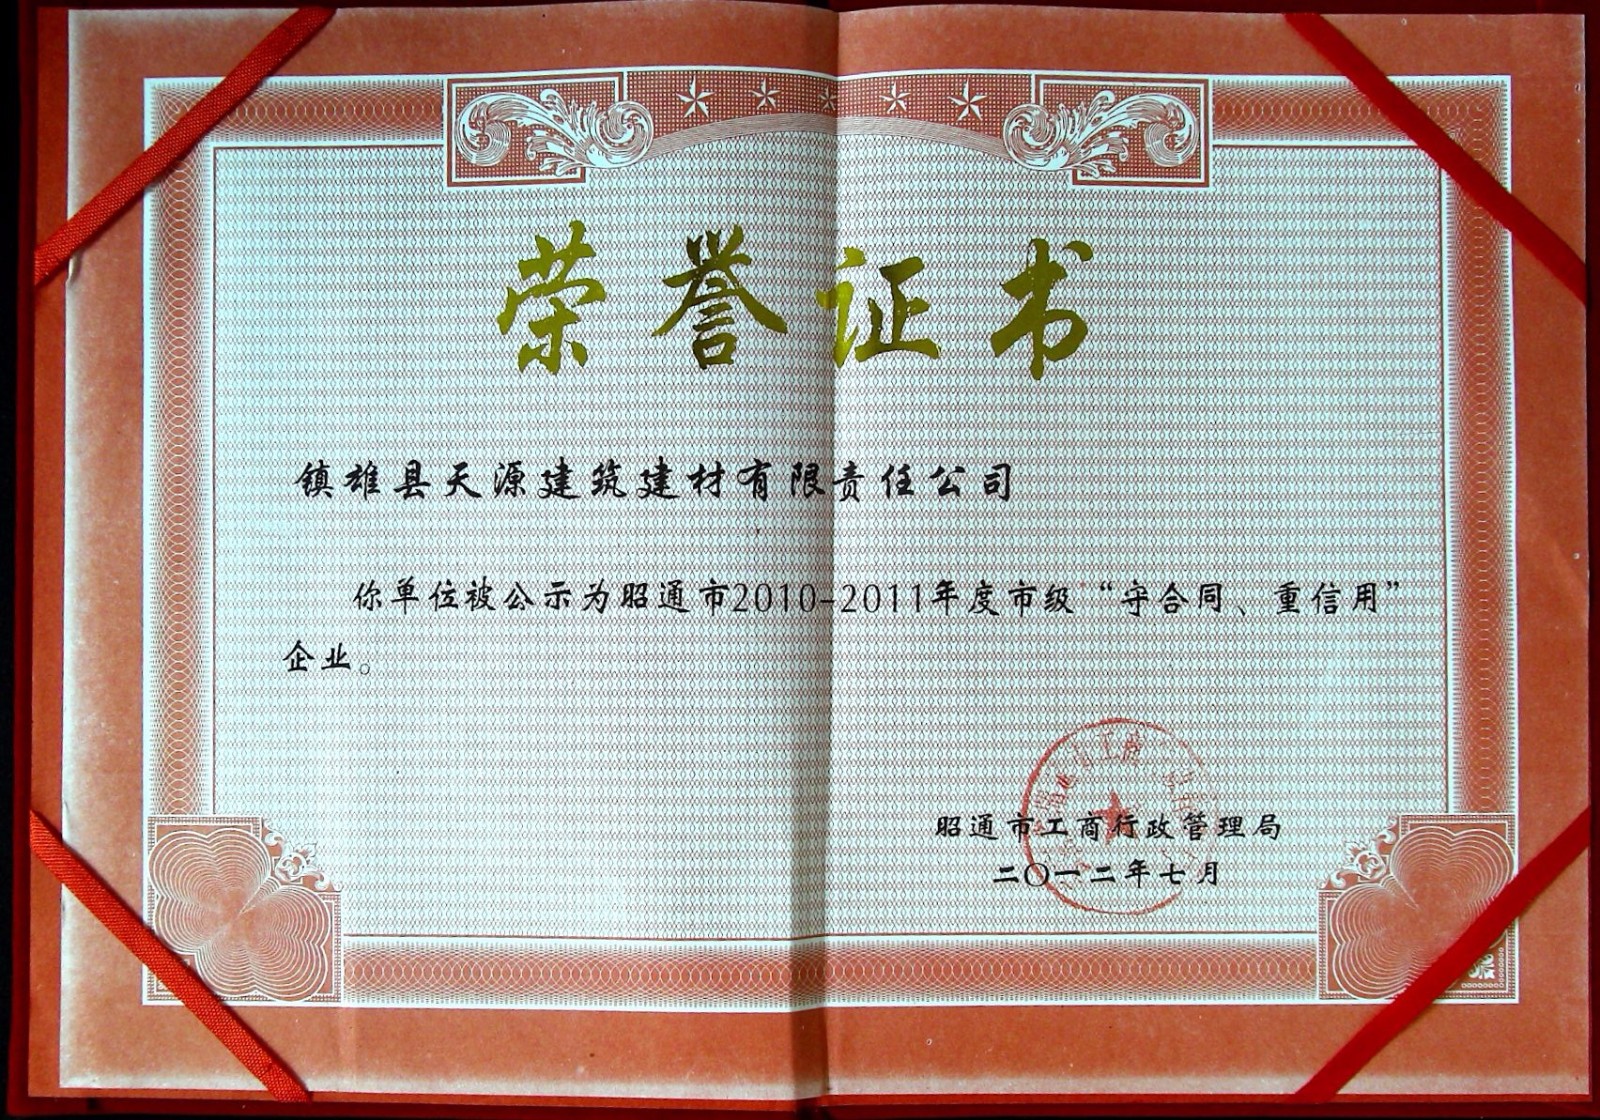 荣誉证书
镇雄县天源建筑建材有限责任公司
你单位被公示为昭通市2010-2011年度市级“守合同、重信用”
企业。
昭通市工商行政管理局
二〇一二年七月